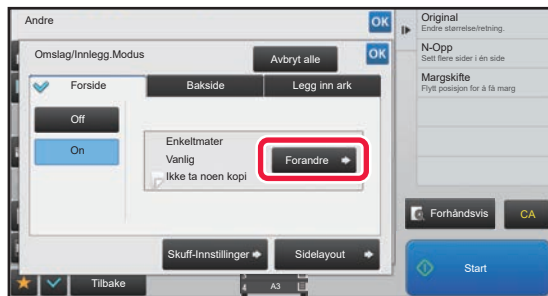 Andre
OK
Omslag/Innlegg.Modus
Avbryt alle
OK
Forside
Bakside
Legg inn ark
Off
On
Enkeltmater
Vanlig
Ikke ta noen kopi
Forandre
Skuff-Innstillinger
Sidelayout
Tilbake
4
A3
Original
Endre størrelse/retning.
N-Opp
Sett flere sider i én side
Margskifte
Flytt posisjon for å få marg
Forhåndsvis
CA
Start